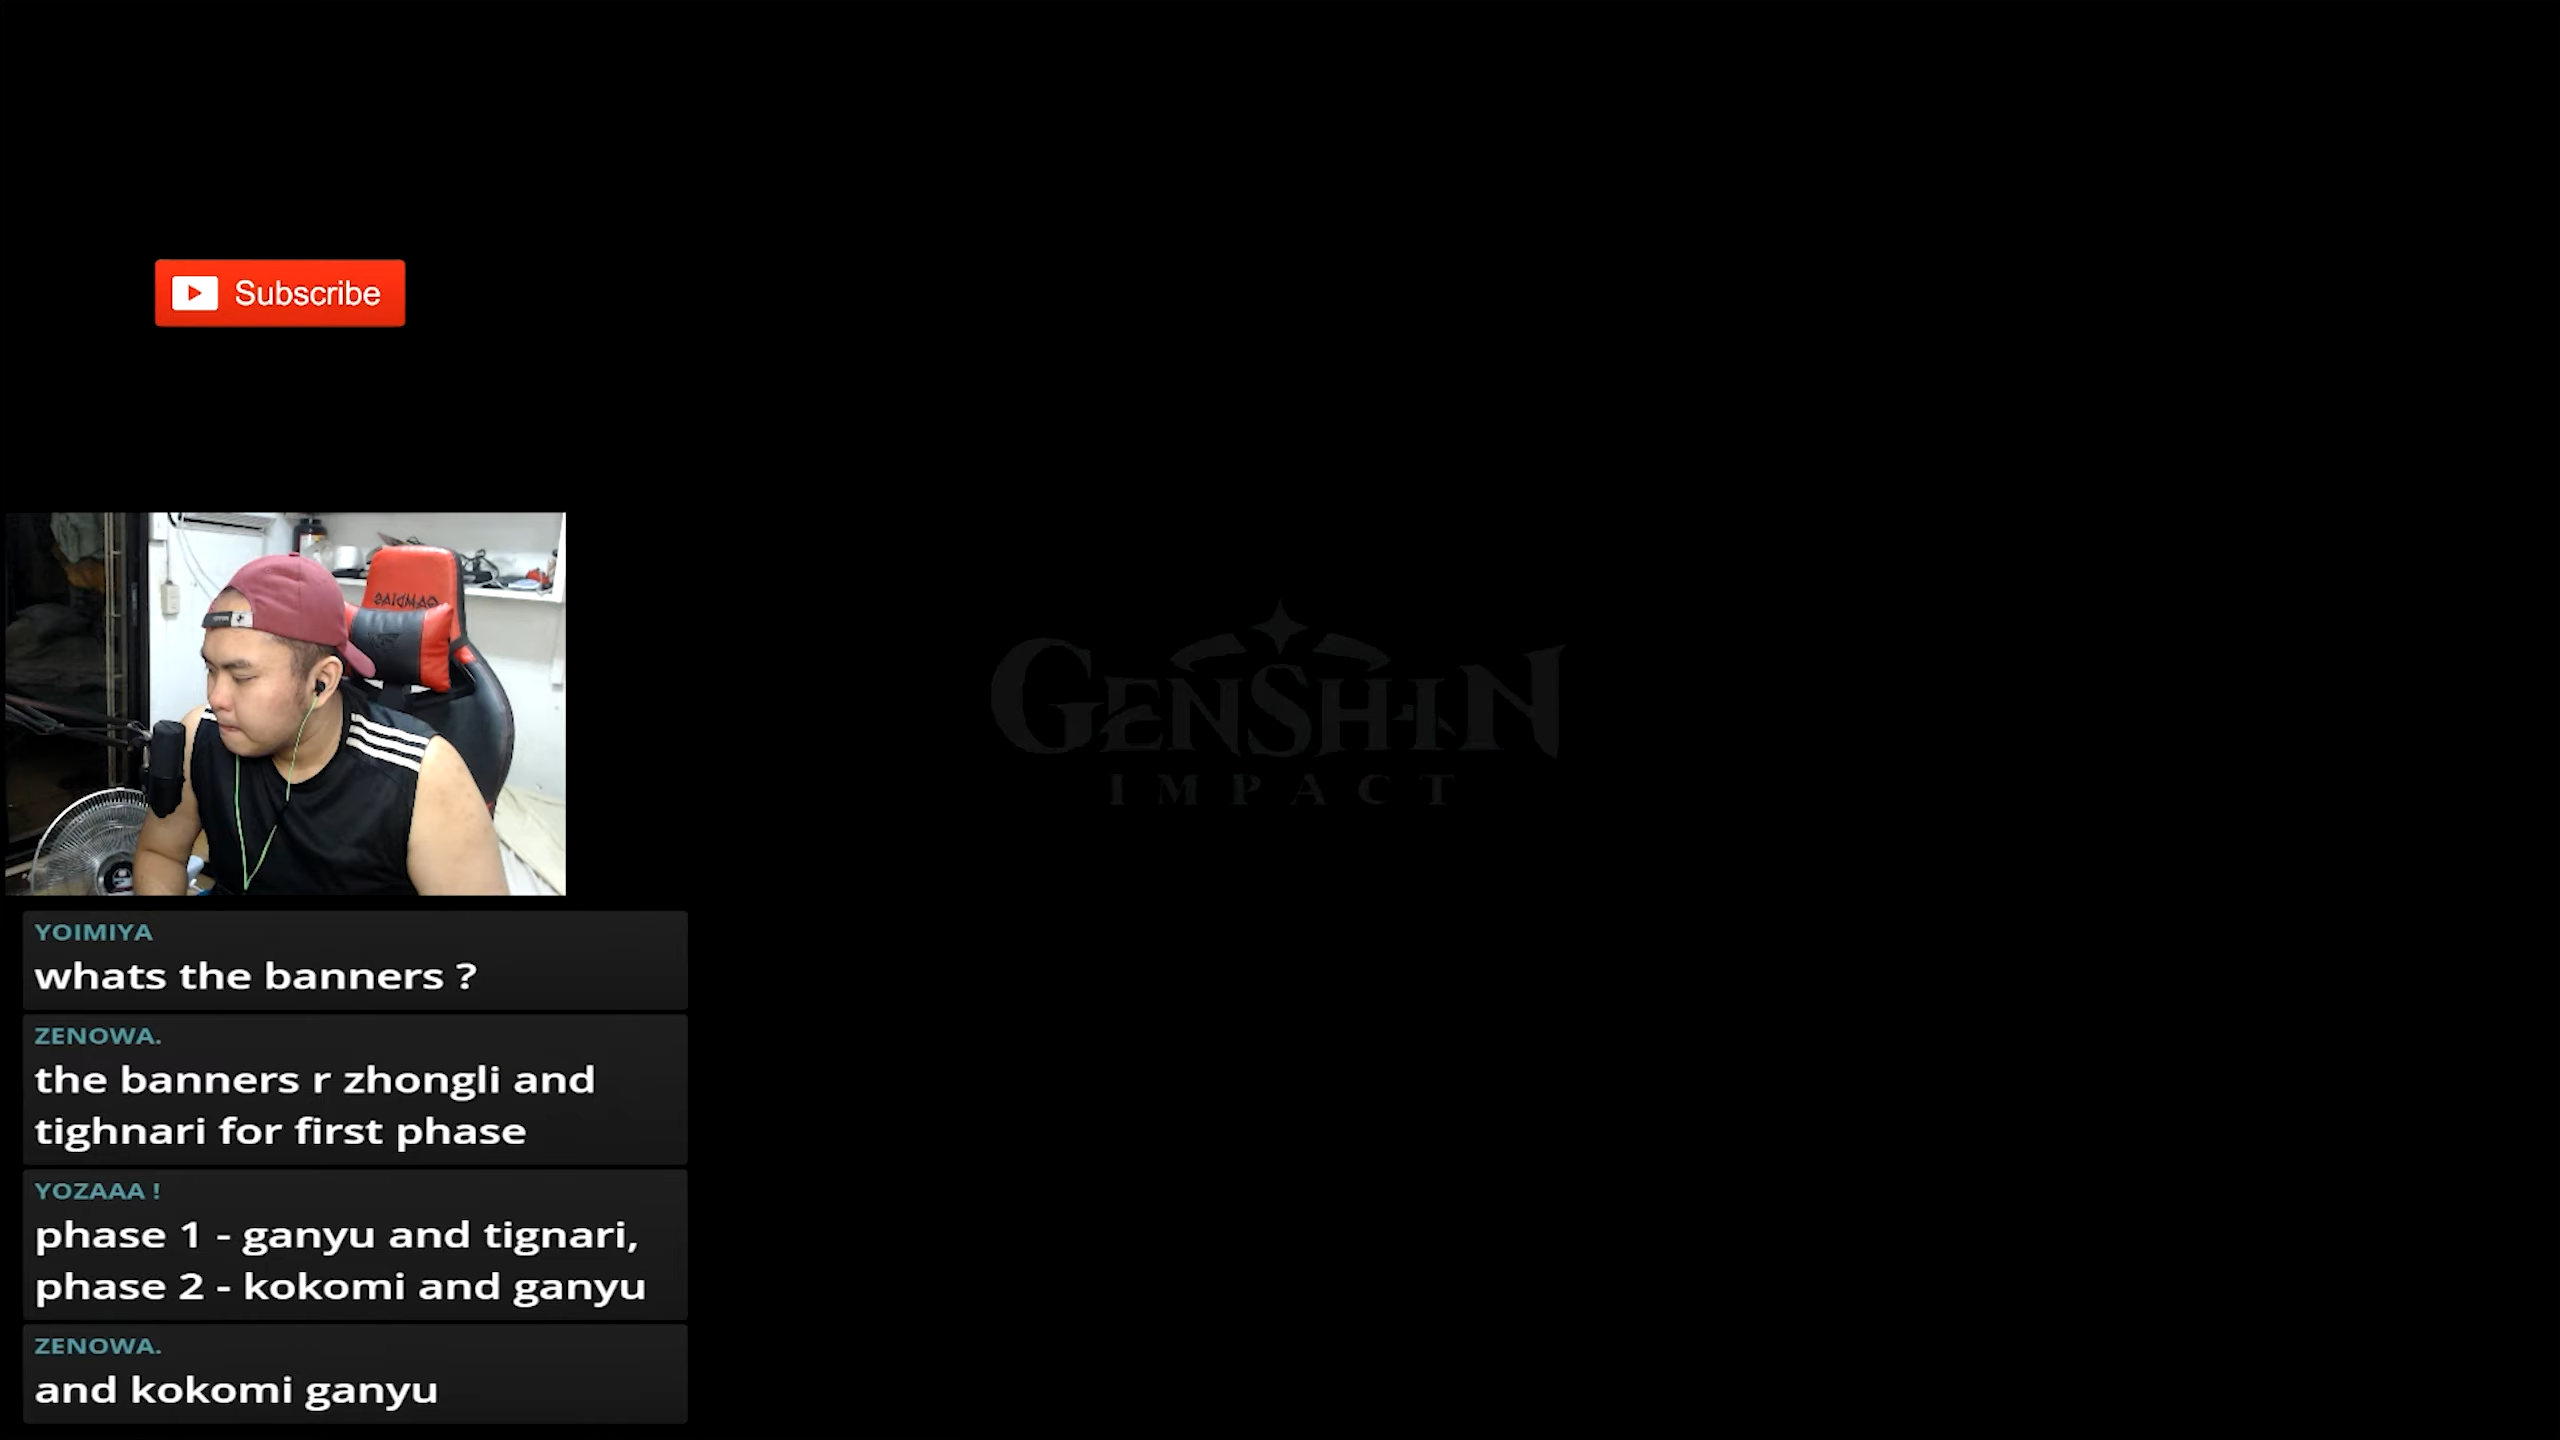 Subscribe
GAMDIAS
GENSHIN
IMPACT
YOIMIYA
whats the banners ?
ZENOWA.
the banners r zhongli and
tighnari for first phase
YOZAAA !
phase 1 - ganyu and tignari,
phase 2 - kokomi and ganyu
ZENOWA.
and kokomi ganyu